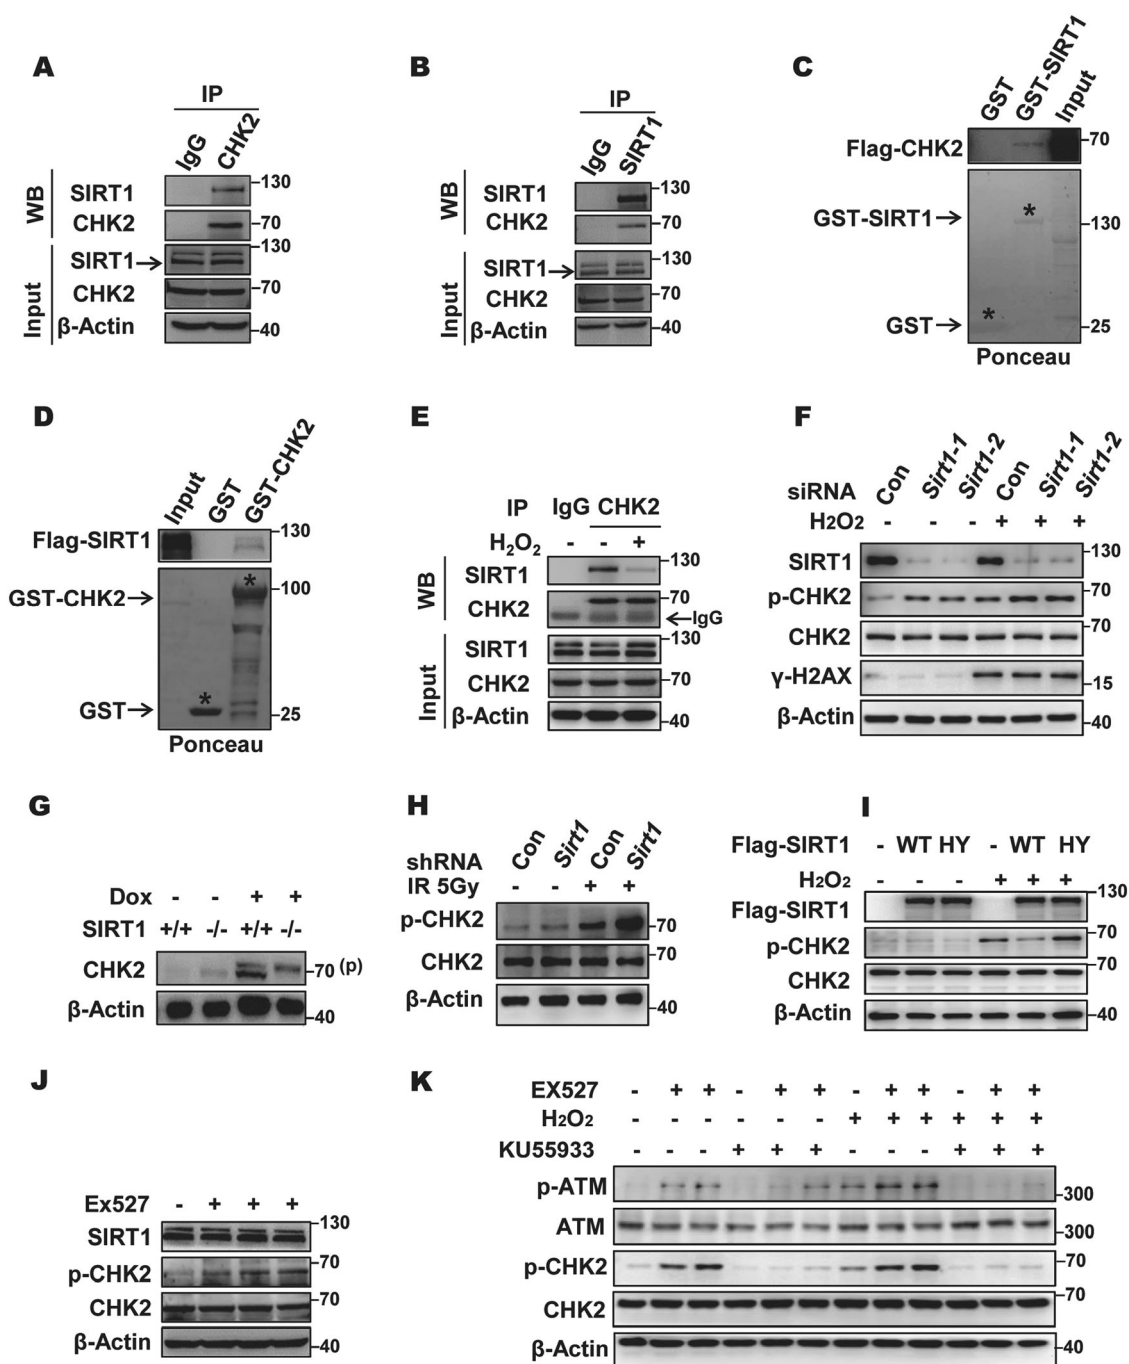 A
IP
IgG
CHK2
WB
SIRT1
-130
CHK2
-70
Input
SIRT1→
-130
CHK2
-70
β-Actin
-40
B
IP
IgG
SIRT1
WB
SIRT1
-130
CHK2
-70
Input
SIRT1→
-130
CHK2
-70
β-Actin
-40
C
GST
GST-SIRT1
Input
Flag-CHK2
-70
GST-SIRT1→
*
-130
GST→
*
-25
Ponceau
D
Input
GST
GST-CHK2
Flag-SIRT1
-130
GST-CHK2→
*
-100
GST→
*
-25
Ponceau
E
IP IgG CHK2
H2O2 - - +
WB
SIRT1
-130
CHK2
-70
←IgG
Input
SIRT1
-130
CHK2
-70
β-Actin
-40
F
siRNA Con Sirt1-1 Sirt1-2 Con Sirt1-1 Sirt1-2
H2O2 - - - + + +
SIRT1
-130
p-CHK2
-70
CHK2
-70
γ-H2AX
-15
β-Actin
-40
G
Dox - - + +
SIRT1 +/+ -/- +/+ -/-
CHK2
-70 (p)
β-Actin
-40
H
shRNA Con Sirt1 Con Sirt1
IR 5Gy - - + +
p-CHK2
-70
CHK2
-70
β-Actin
-40
I
Flag-SIRT1 - WT HY - WT HY
H2O2 - - - + + +
Flag-SIRT1
130
p-CHK2
-70
CHK2
-70
β-Actin
-40
J
Ex527 - + + +
SIRT1
-130
p-CHK2
-70
CHK2
-70
β-Actin
-40
K
EX527 - + + - + + - + + - + +
H2O2 - - - - - - + + + + + +
KU55933 - - - + + + - - - + + +
p-ATM
-300
ATM
-300
p-CHK2
-70
CHK2
-70
β-Actin
-40